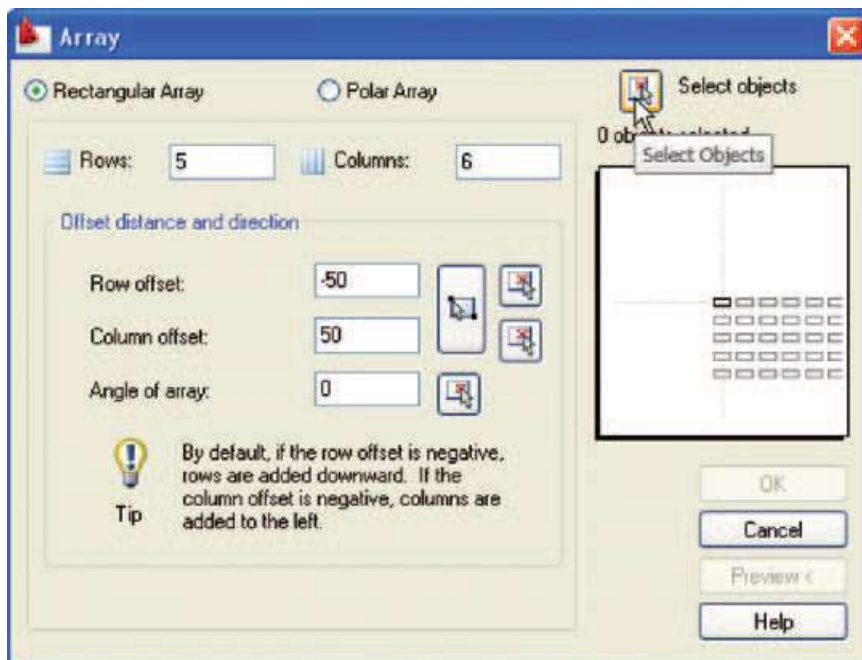 Array
Rectangular Array Polar Array Select objects
Rows: 5 Columns: 6
Select Objects
Offset distance and direction
Row offset: -50
Column offset: 50
Angle of array: 0
Tip
By default, if the row offset is negative,
rows are added downward. If the
column offset is negative, columns are
added to the left.
OK
Cancel
Preview <
Help